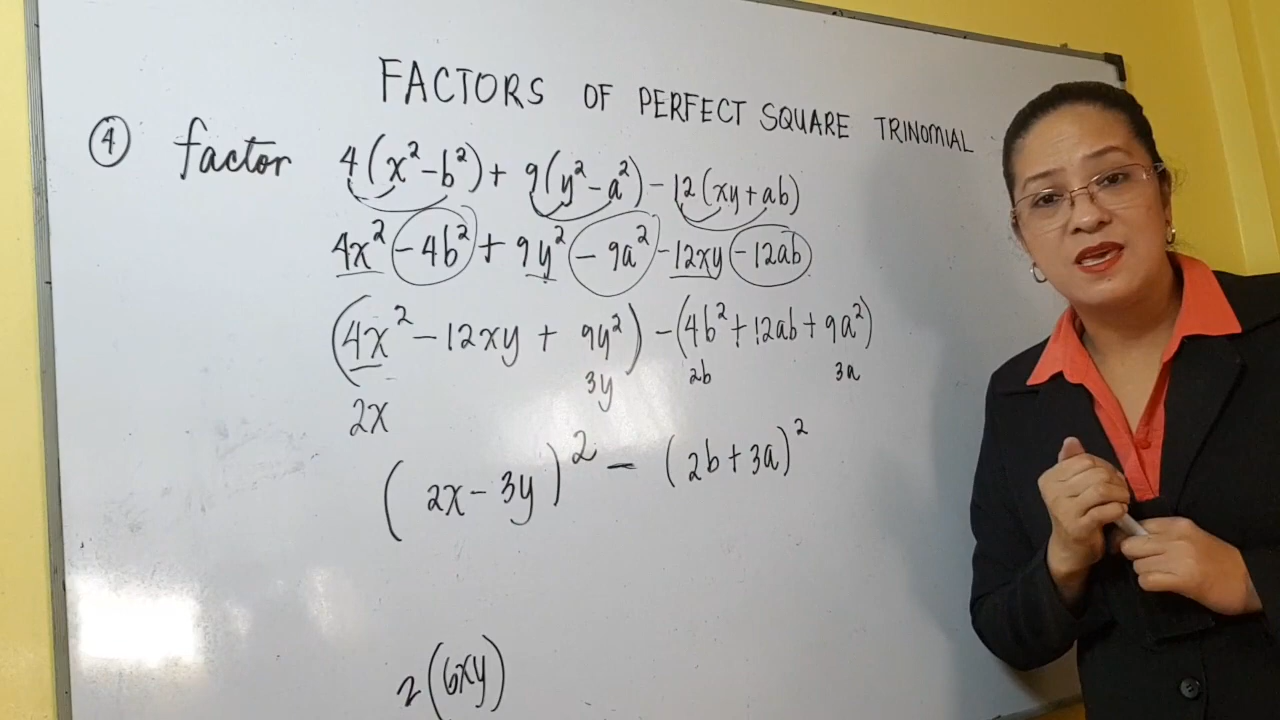 FACTORS OF PERFECT SQUARE TRINOMIAL
④ factor 4(x²-b²)+ 9(y²-a²)-12(xy+ab)
4x²-4b²+9y²-9a²-12xy-12ab
(4x²-12xy+9y²)-(4b²+12ab+9a²)
2x 3y 2b 3a
(2x-3y)²-(2b+3a)²
2(6xy)